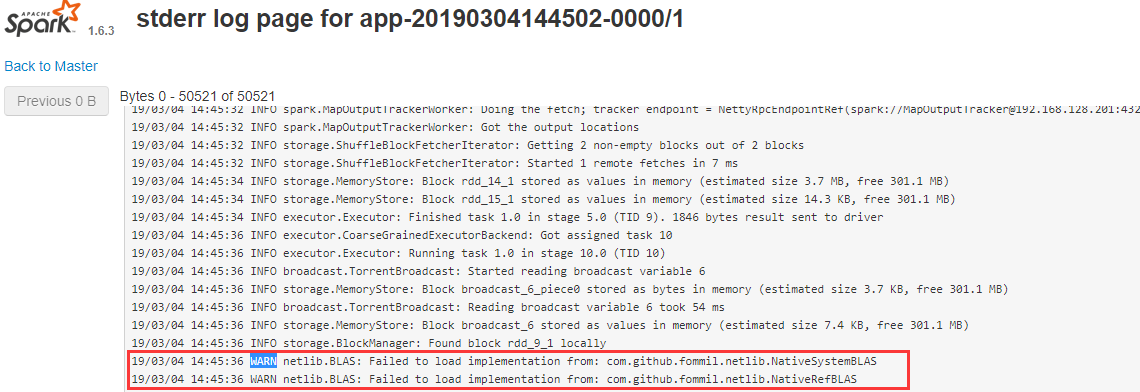 APACHE
Spark 1.6.3 stderr log page for app-20190304144502-0000/1
Back to Master
Previous 0 B Bytes 0 - 50521 of 50521
19/03/04 14:45:32 INFO spark.MapOutputTrackerWorker: Doing the fetch; tracker endpoint = NettyRpcEndpointRef(spark://MapOutputTracker@192.168.128.201:432
19/03/04 14:45:32 INFO spark.MapOutputTrackerWorker: Got the output locations
19/03/04 14:45:32 INFO storage.ShuffleBlockFetcherIterator: Getting 2 non-empty blocks out of 2 blocks
19/03/04 14:45:32 INFO storage.ShuffleBlockFetcherIterator: Started 1 remote fetches in 7 ms
19/03/04 14:45:34 INFO storage.MemoryStore: Block rdd_14_1 stored as values in memory (estimated size 3.7 MB, free 301.1 MB)
19/03/04 14:45:34 INFO storage.MemoryStore: Block rdd_15_1 stored as values in memory (estimated size 14.3 KB, free 301.1 MB)
19/03/04 14:45:34 INFO executor.Executor: Finished task 1.0 in stage 5.0 (TID 9). 1846 bytes result sent to driver
19/03/04 14:45:36 INFO executor.CoarseGrainedExecutorBackend: Got assigned task 10
19/03/04 14:45:36 INFO executor.Executor: Running task 1.0 in stage 10.0 (TID 10)
19/03/04 14:45:36 INFO broadcast.TorrentBroadcast: Started reading broadcast variable 6
19/03/04 14:45:36 INFO storage.MemoryStore: Block broadcast_6_piece0 stored as bytes in memory (estimated size 3.7 KB, free 301.1 MB)
19/03/04 14:45:36 INFO broadcast.TorrentBroadcast: Reading broadcast variable 6 took 54 ms
19/03/04 14:45:36 INFO storage.MemoryStore: Block broadcast_6 stored as values in memory (estimated size 7.4 KB, free 301.1 MB)
19/03/04 14:45:36 INFO storage.BlockManager: Found block rdd_9_1 locally
19/03/04 14:45:36 WARN netlib.BLAS: Failed to load implementation from: com.github.fommil.netlib.NativeSystemBLAS
19/03/04 14:45:36 WARN netlib.BLAS: Failed to load implementation from: com.github.fommil.netlib.NativeRefBLAS